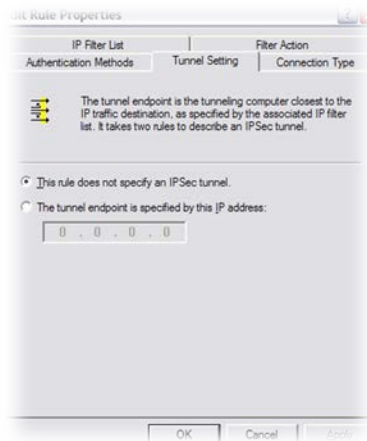 dit Rule Properties
IP Filter List
Filter Action
Authentication Methods
Tunnel Setting
Connection Type
The tunnel endpoint is the tunneling computer closest to the
IP traffic destination, as specified by the associated IP filter
list. It takes two rules to describe an IPSec tunnel.
This rule does not specify an IPSec tunnel.
The tunnel endpoint is specified by this IP address:
0 . 0 . 0 . 0
OK
Cancel
Apply